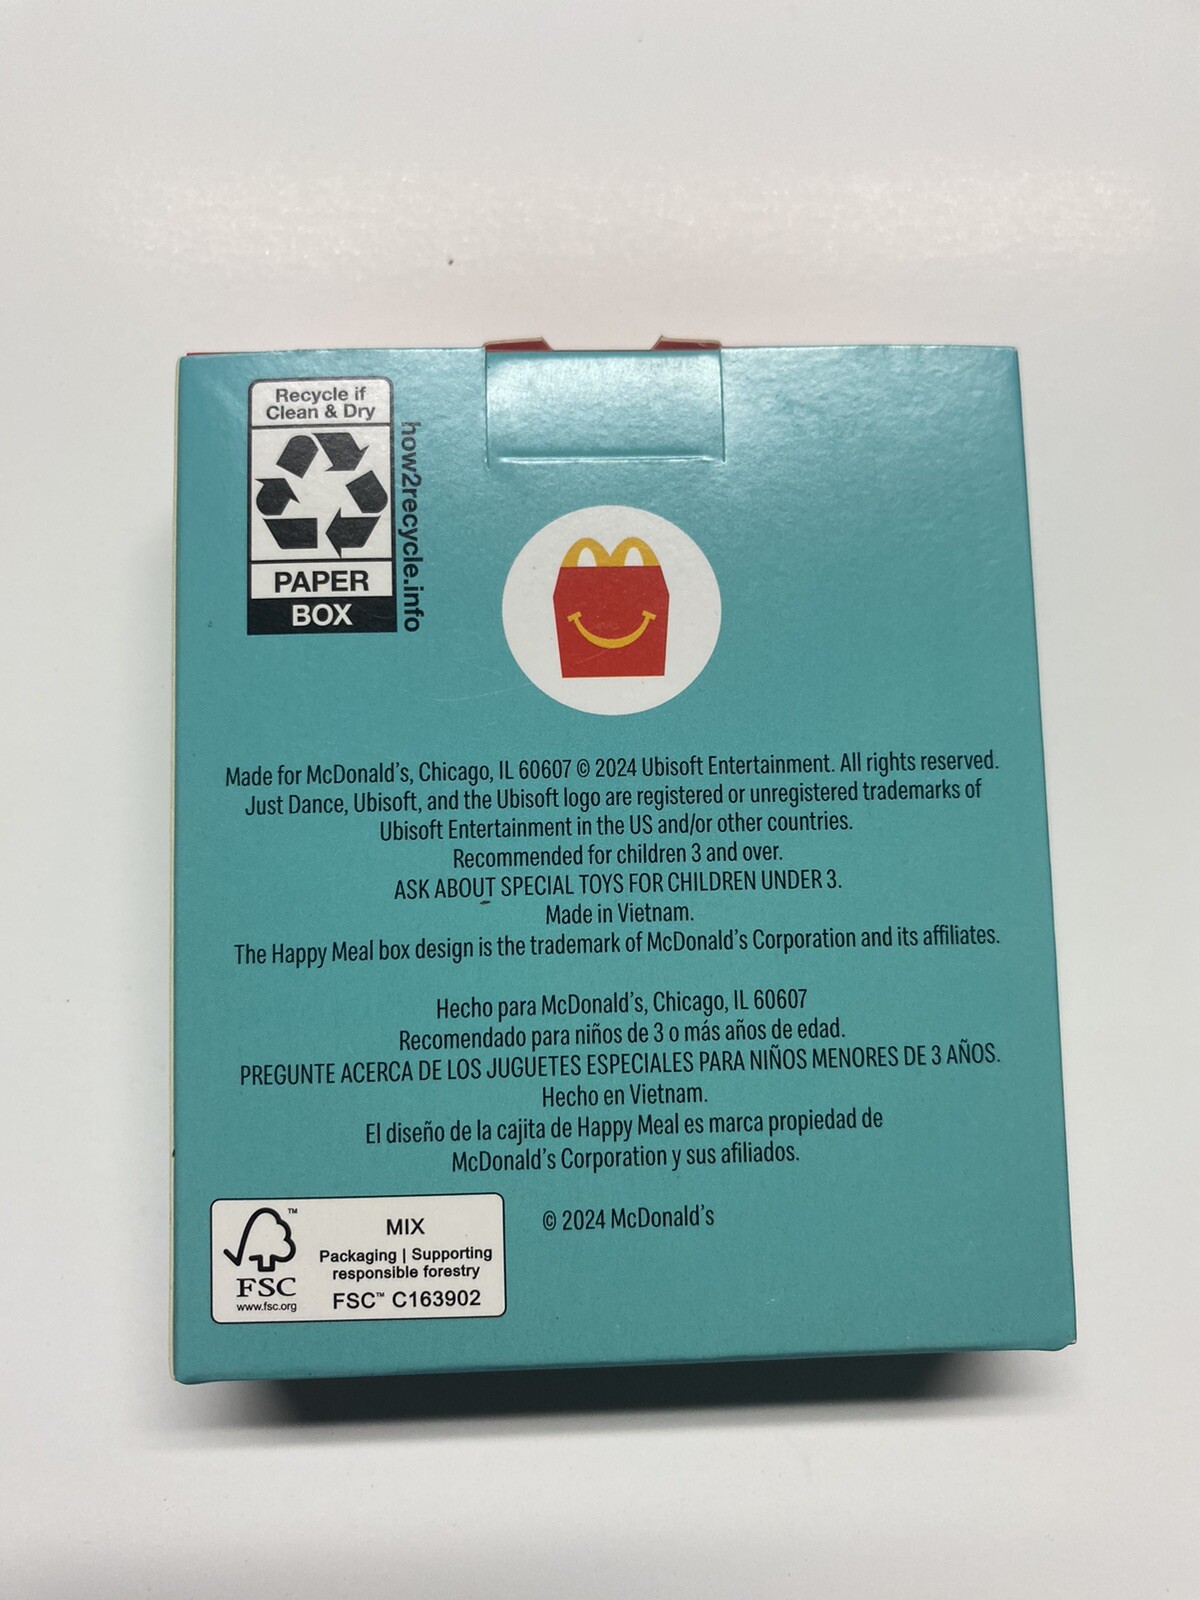 Recycle if
Clean & Dry
PAPER
BOX
how2recycle.info
Made for McDonald's, Chicago, IL 60607 © 2024 Ubisoft Entertainment. All rights reserved.
Just Dance, Ubisoft, and the Ubisoft logo are registered or unregistered trademarks of
Ubisoft Entertainment in the US and/or other countries.
Recommended for children 3 and over.
ASK ABOUT SPECIAL TOYS FOR CHILDREN UNDER 3.
Made in Vietnam.
The Happy Meal box design is the trademark of McDonald's Corporation and its affiliates.
Hecho para McDonald's, Chicago, IL 60607
Recomendado para niños de 3 o más años de edad.
PREGUNTE ACERCA DE LOS JUGUETES ESPECIALES PARA NIÑOS MENORES DE 3 AÑOS.
Hecho en Vietnam.
El diseño de la cajita de Happy Meal es marca propiedad de
McDonald's Corporation y sus afiliados.
© 2024 McDonald's
™
FSC
www.fsc.org
MIX
Packaging | Supporting
responsible forestry
FSC™ C163902